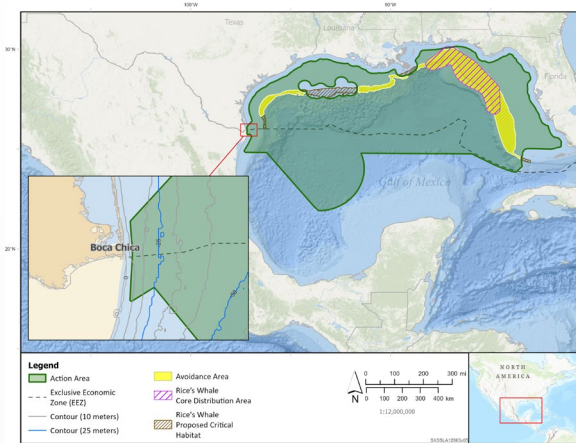 100°W
90°W
Texas
Louisiana
30°N
Florida
Gulf of Mexico
Boca Chica
20°N
Legend
Action Area
Exclusive Economic
Zone (EEZ)
Contour (10 meters)
Contour (25 meters)
Avoidance Area
Rice's Whale
Core Distribution Area
Rice's Whale
Proposed Critical
Habitat
N
0 100 200 300 mi
0 100 200 300 400 km
1:12,000,000
NORTH
AMERICA